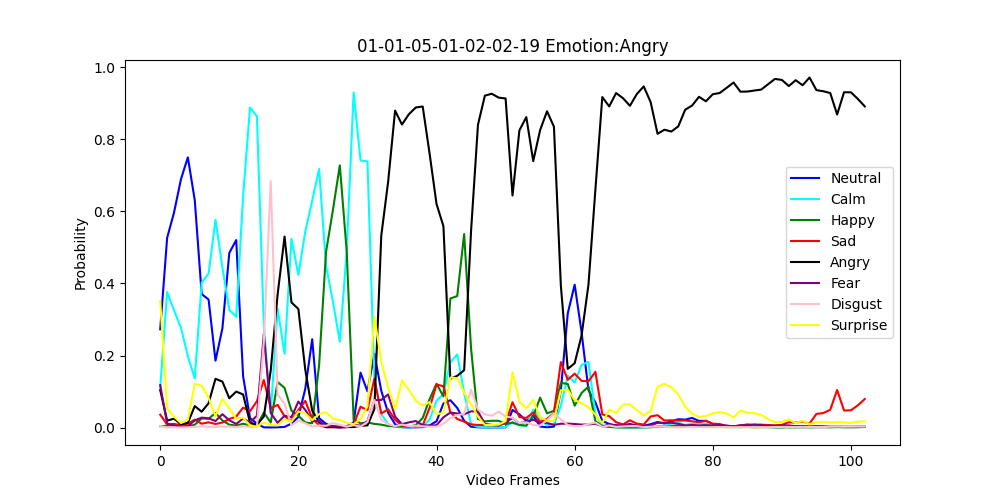 01-01-05-01-02-02-19 Emotion:Angry
1.0
0.8
0.6
0.4
0.2
0.0
Probability
0
20
40
60
80
100
Video Frames
Neutral
Calm
Happy
Sad
Angry
Fear
Disgust
Surprise